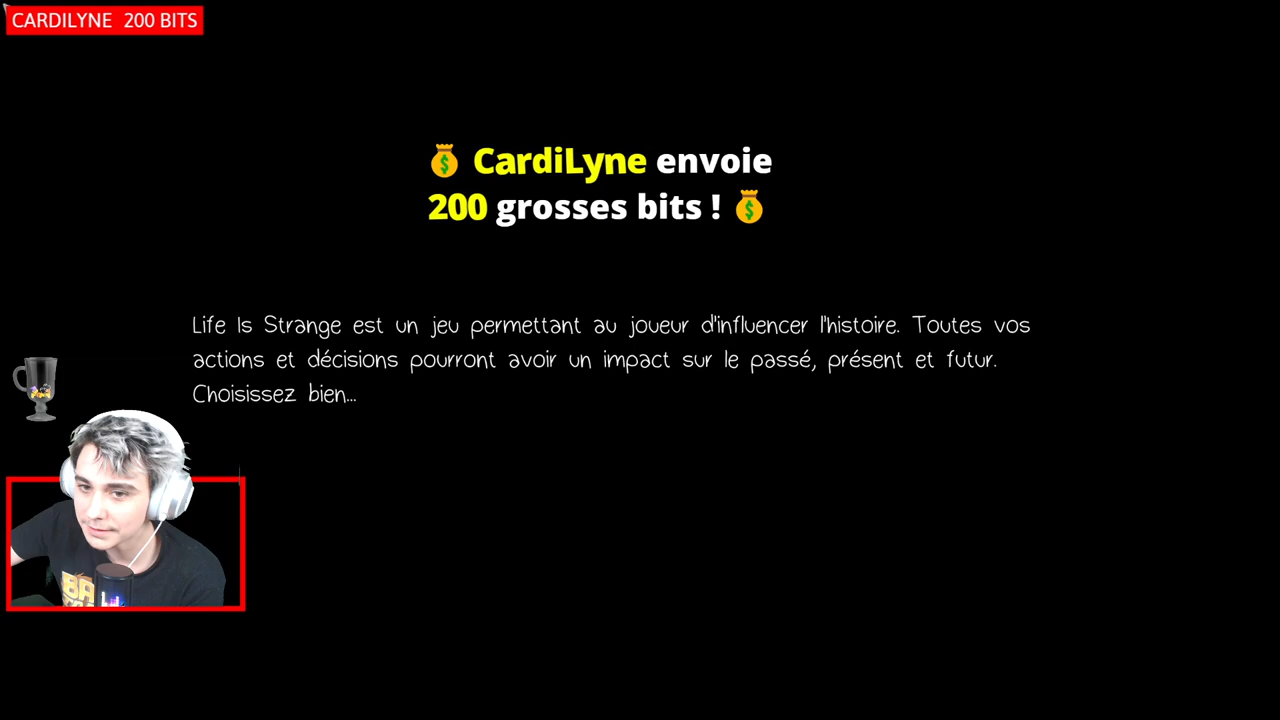 CARDILYNE 200 BITS
CardiLyne envoie
200 grosses bits !
Life Is Strange est un jeu permettant au joueur d'influencer l'histoire. Toutes vos
actions et décisions pourront avoir un impact sur le passé, présent et futur.
Choisissez bien...
BA